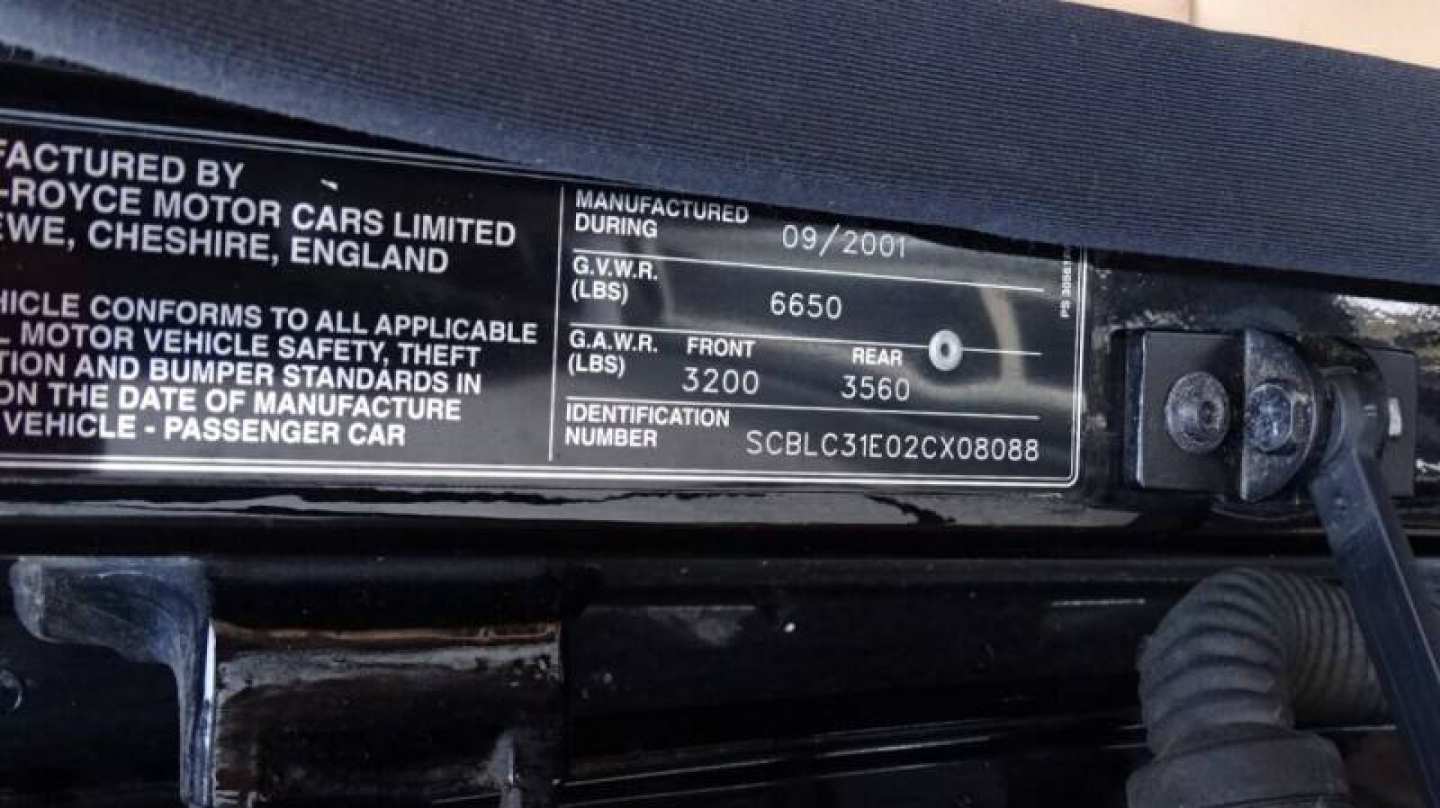 FACTURED BY
-ROYCE MOTOR CARS LIMITED
EWE, CHESHIRE, ENGLAND
HICLE CONFORMS TO ALL APPLICABLE
L MOTOR VEHICLE SAFETY, THEFT
TION AND BUMPER STANDARDS IN
ON THE DATE OF MANUFACTURE
VEHICLE - PASSENGER CAR
MANUFACTURED
DURING 09/2001
G.V.W.R.
(LBS) 6650
G.A.W.R. FRONT REAR
(LBS) 3200 3560
IDENTIFICATION
NUMBER SCBLC31E02CX08088